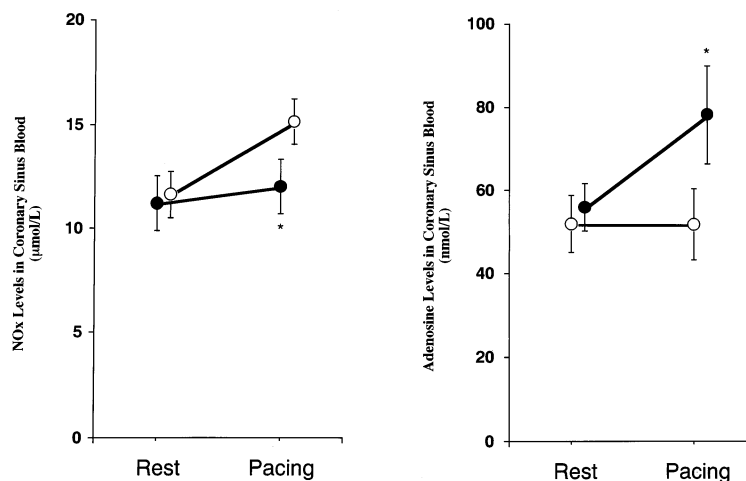 NOx Levels in Coronary Sinus Blood
(μmol/L)
20
15
10
5
0
*
Rest
Pacing
Adenosine Levels in Coronary Sinus Blood
(nmol/L)
100
80
60
40
20
0
*
Rest
Pacing